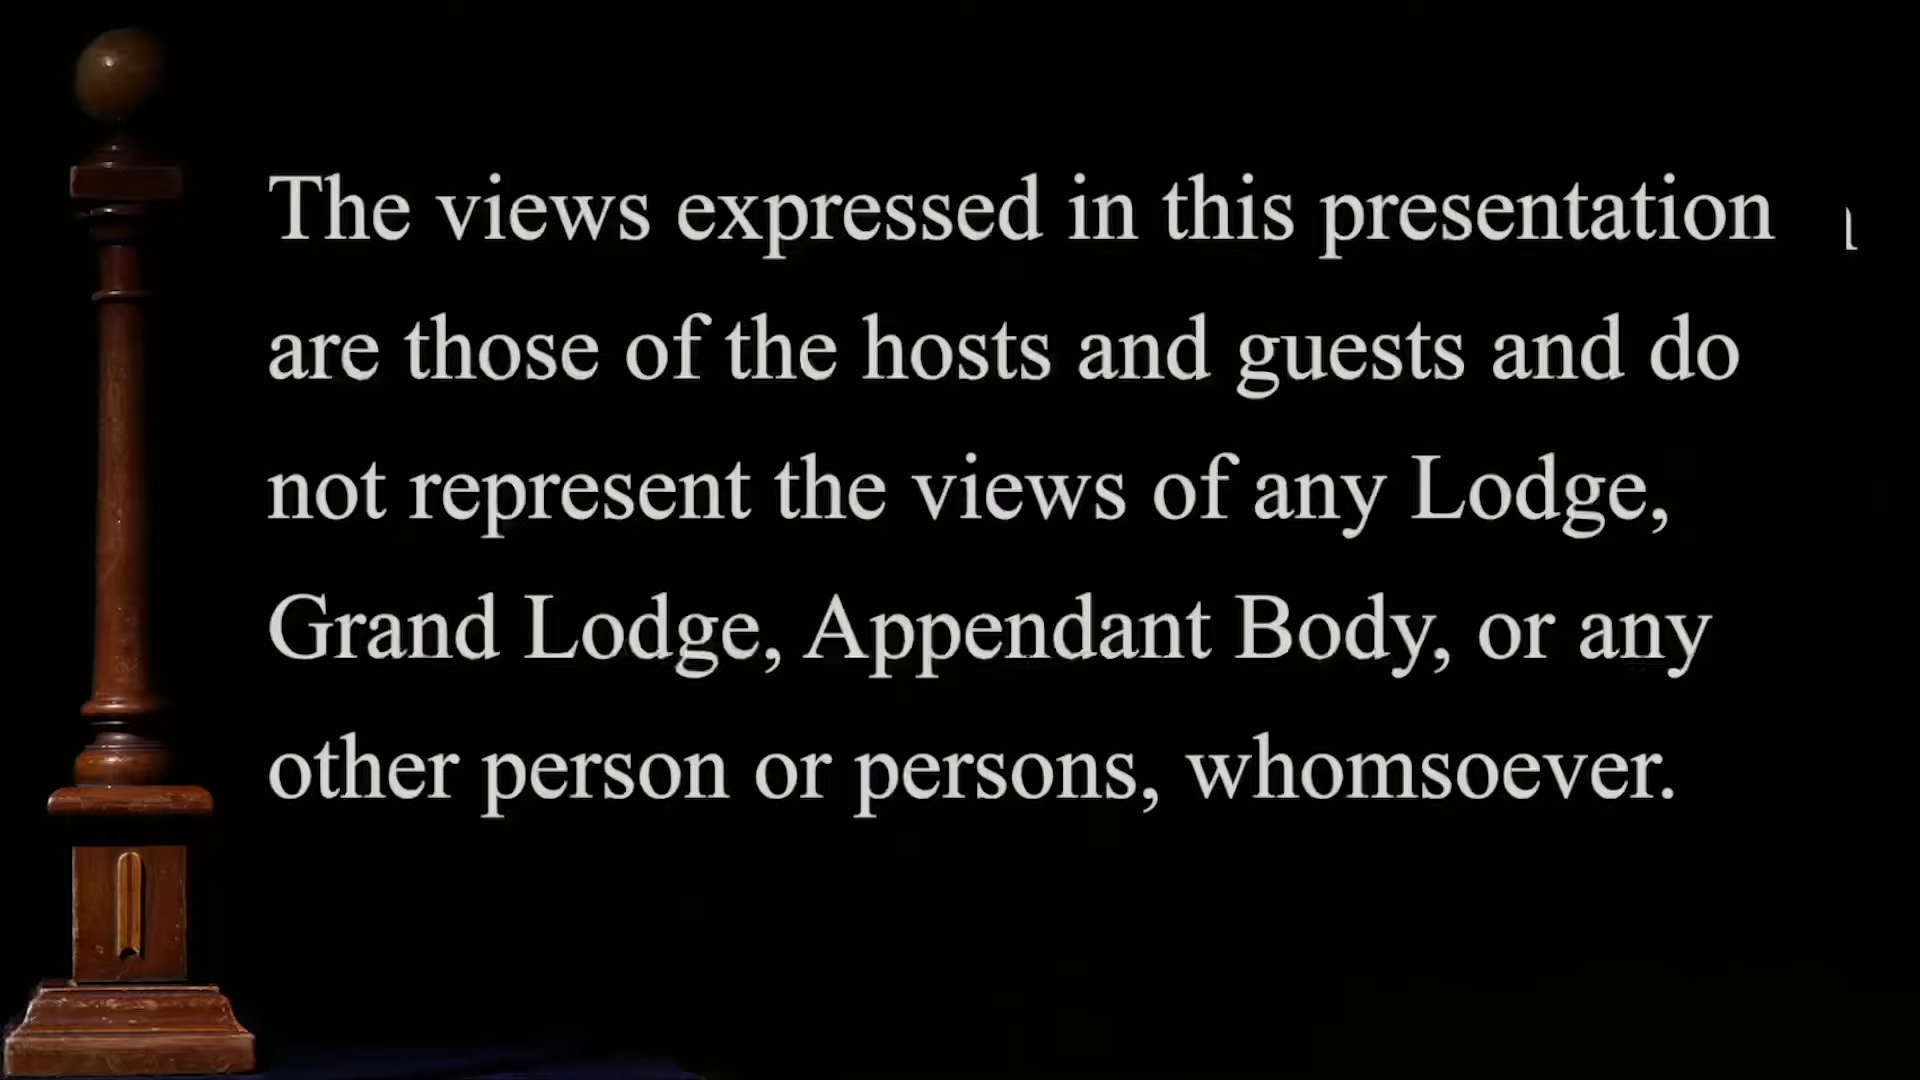 The views expressed in this presentation
are those of the hosts and guests and do
not represent the views of any Lodge,
Grand Lodge, Appendant Body, or any
other person or persons, whomsoever.